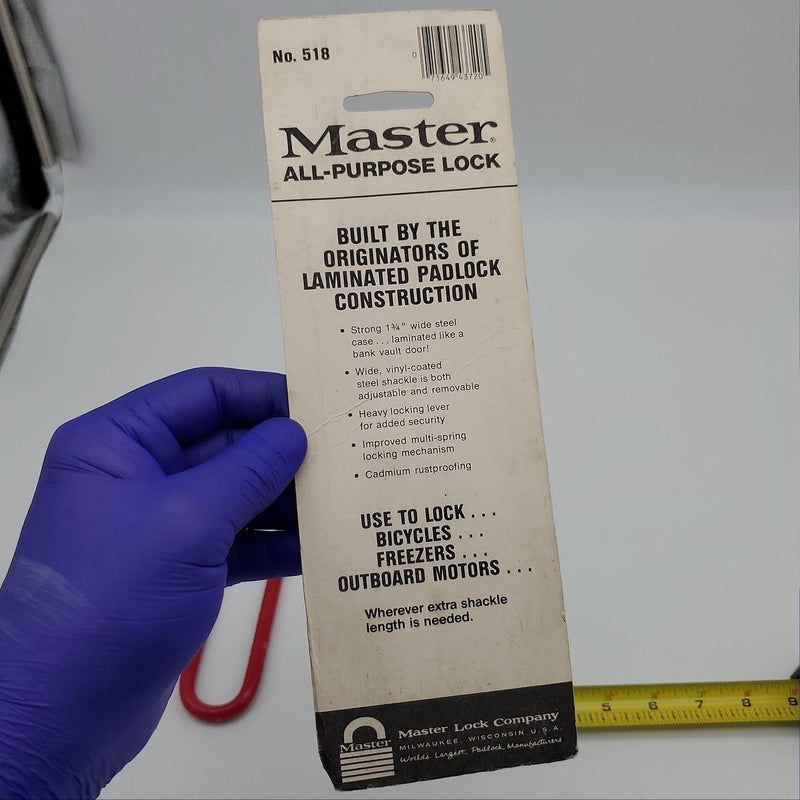 No. 518
0
71649 43720
Master®
ALL-PURPOSE LOCK
BUILT BY THE
ORIGINATORS OF
LAMINATED PADLOCK
CONSTRUCTION
• Strong 1¾" wide steel
case . . . laminated like a
bank vault door!
• Wide, vinyl-coated
steel shackle is both
adjustable and removable
• Heavy locking lever
for added security
• Improved multi-spring
locking mechanism
• Cadmium rustproofing
USE TO LOCK . . .
BICYCLES . . .
FREEZERS . . .
OUTBOARD MOTORS . . .
Wherever extra shackle
length is needed.
Master
Master Lock Company
MILWAUKEE, WISCONSIN U.S.A.
World's Largest Padlock Manufacturers
5 6 7 8 9